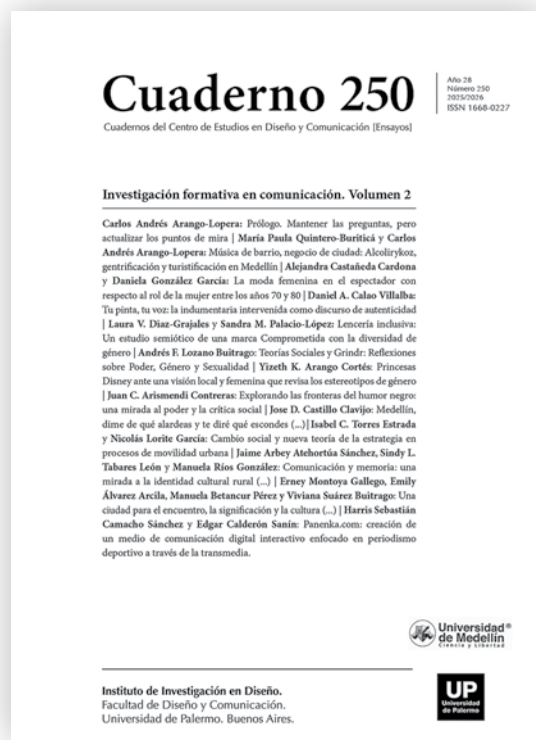 Cuaderno 250
Año 28
Número 250
2025/2026
ISSN 1668-0227
Cuadernos del Centro de Estudios en Diseño y Comunicación [Ensayos]
Investigación formativa en comunicación. Volumen 2
Carlos Andrés Arango-Lopera: Prólogo. Mantener las preguntas, pero
actualizar los puntos de mira | María Paula Quintero-Buriticá y Carlos
Andrés Arango-Lopera: Música de barrio, negocio de ciudad: Alcolirykoz,
gentrificación y turistificación en Medellín | Alejandra Castañeda Cardona
y Daniela González García: La moda femenina en el espectador con
respecto al rol de la mujer entre los años 70 y 80 | Daniel A. Calao Villalba:
Tu pinta, tu voz: la indumentaria intervenida como discurso de autenticidad
| Laura V. Diaz-Grajales y Sandra M. Palacio-López: Lencería inclusiva:
Un estudio semiótico de una marca Comprometida con la diversidad de
género | Andrés F. Lozano Buitrago: Teorías Sociales y Grindr: Reflexiones
sobre Poder, Género y Sexualidad | Yizeth K. Arango Cortés: Princesas
Disney ante una visión local y femenina que revisa los estereotipos de género
| Juan C. Arismendi Contreras: Explorando las fronteras del humor negro:
una mirada al poder y la crítica social | Jose D. Castillo Clavijo: Medellín,
dime de qué alardeas y te diré qué escondes (...)| Isabel C. Torres Estrada
y Nicolás Lorite García: Cambio social y nueva teoría de la estrategia en
procesos de movilidad urbana | Jaime Arbey Atehortúa Sánchez, Sindy L.
Tabares León y Manuela Ríos González: Comunicación y memoria: una
mirada a la identidad cultural rural (...) | Erney Montoya Gallego, Emily
Álvarez Arcila, Manuela Betancur Pérez y Viviana Suárez Buitrago: Una
ciudad para el encuentro, la significación y la cultura (...) | Harris Sebastián
Camacho Sánchez y Edgar Calderón Sanín: Panenka.com: creación de
un medio de comunicación digital interactivo enfocado en periodismo
deportivo a través de la transmedia.
Universidad®
de Medellín
Ciencia y Libertad
Instituto de Investigación en Diseño.
Facultad de Diseño y Comunicación.
Universidad de Palermo. Buenos Aires.
UP
Universidad
de Palermo